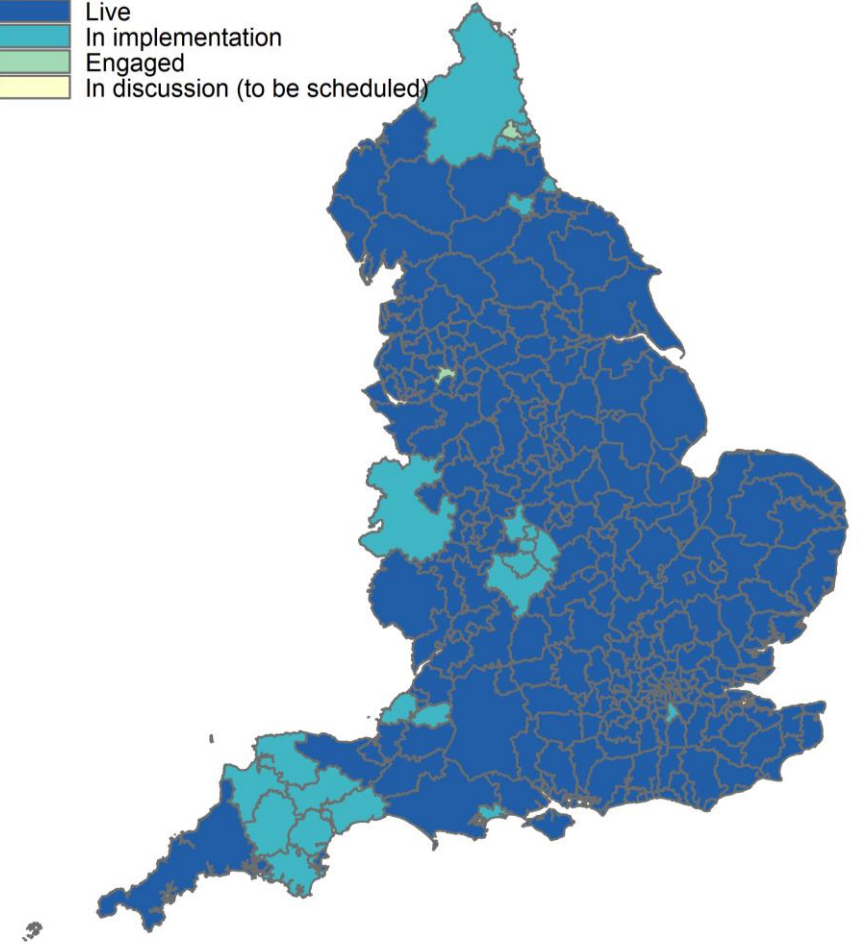 Live
In implementation
Engaged
In discussion (to be scheduled)